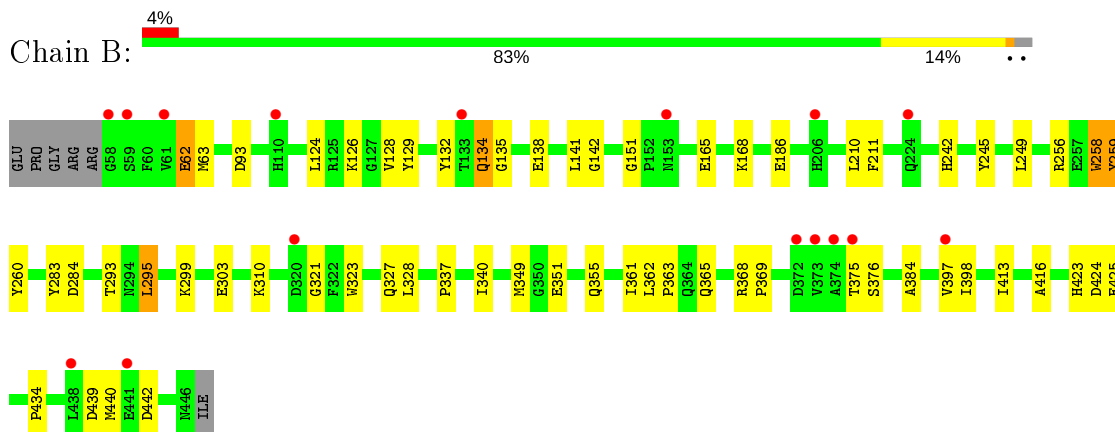 4%
Chain B:
83% 14% • •
GLU PRO GLY ARG ARG G58 S59 F60 V61 E62 M63 D93 H110 L124 R125 K126 G127 V128 Y129 Y132 T133 Q134 G135 E138 L141 G142 G151 P152 N153 E165 K168 E186 H206 L210 F211 Q224 H242 Y245 L249 R256 E257 W258 Y259
Y260 Y283 D284 T293 N294 L295 K299 E303 K310 D320 G321 F322 W323 Q327 L328 P337 I340 M349 G350 E351 Q355 I361 L362 P363 Q364 Q365 R368 P369 D372 V373 A374 T375 S376 A384 V397 I398 I413 A416 H423 D424 E425
P434 L438 D439 M440 E441 D442 N446 ILE